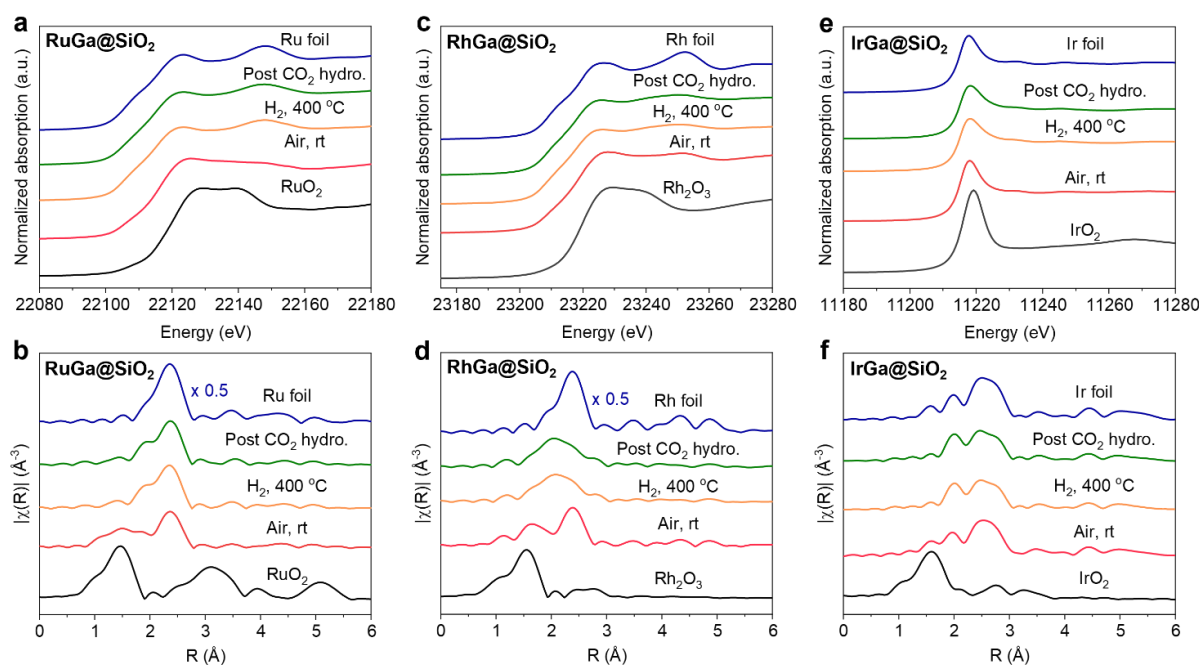 a
RuGa@SiO₂
Ru foil
Post CO₂ hydro.
H₂, 400 °C
Air, rt
RuO₂
Normalized absorption (a.u.)
22080 22100 22120 22140 22160 22180
Energy (eV)
c
RhGa@SiO₂
Rh foil
Post CO₂ hydro.
H₂, 400 °C
Air, rt
Rh₂O₃
Normalized absorption (a.u.)
23180 23200 23220 23240 23260 23280
Energy (eV)
e
IrGa@SiO₂
Ir foil
Post CO₂ hydro.
H₂, 400 °C
Air, rt
IrO₂
Normalized absorption (a.u.)
11180 11200 11220 11240 11260 11280
Energy (eV)
b
RuGa@SiO₂
x 0.5
Ru foil
Post CO₂ hydro.
H₂, 400 °C
Air, rt
RuO₂
|χ(R)| (Å⁻³)
0 1 2 3 4 5 6
R (Å)
d
RhGa@SiO₂
x 0.5
Rh foil
Post CO₂ hydro.
H₂, 400 °C
Air, rt
Rh₂O₃
|χ(R)| (Å⁻³)
0 1 2 3 4 5 6
R (Å)
f
IrGa@SiO₂
Ir foil
Post CO₂ hydro.
H₂, 400 °C
Air, rt
IrO₂
|χ(R)| (Å⁻³)
0 1 2 3 4 5 6
R (Å)